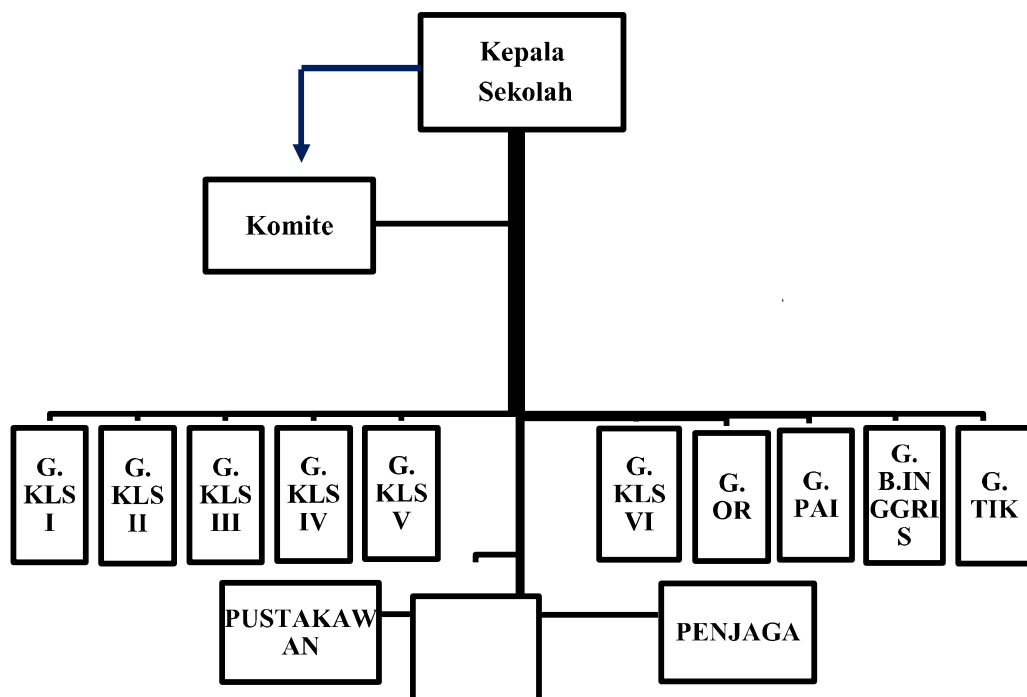 Kepala
Sekolah
Komite
G.
KLS
I
G.
KLS
II
G.
KLS
III
G.
KLS
IV
G.
KLS
V
G.
KLS
VI
G.
OR
G.
PAI
G.
B.IN
GGRI
S
G.
TIK
PUSTAKAW
AN
PENJAGA